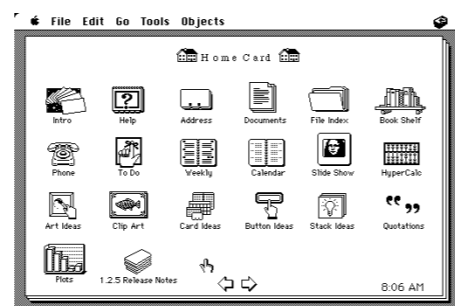 File Edit Go Tools Objects
Home Card
Intro Help Address Documents File Index Book Shelf
Phone To Do Weekly Calendar Slide Show HyperCalc
Art Ideas Clip Art Card Ideas Button Ideas Stack Ideas Quotations
Plots 1.2.5 Release Notes
8:06 AM